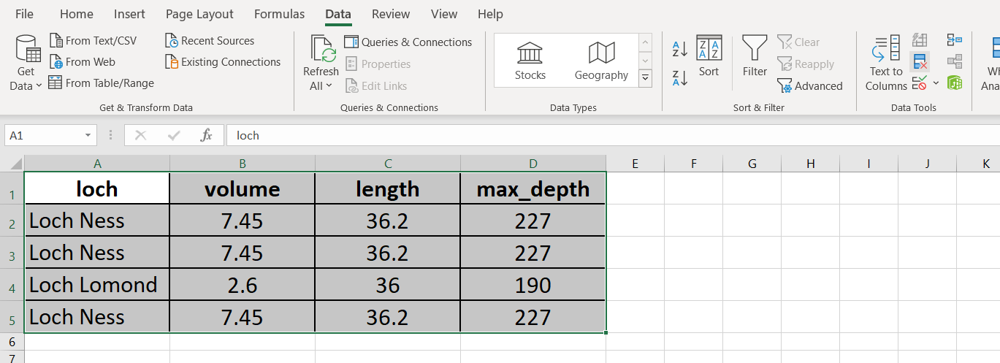 File Home Insert Page Layout Formulas Data Review View Help
From Text/CSV Recent Sources Queries & Connections
From Web Existing Connections Properties
From Table/Range Edit Links
Get Data
Refresh All
Stocks Geography
A Z
Z A
Z A A Z
Sort
Filter
Clear
Reapply
Advanced
Text to Columns
Get & Transform Data Queries & Connections Data Types Sort & Filter Data Tools
A1 fx loch
A B C D E F G H I J K
1 loch volume length max_depth
2 Loch Ness 7.45 36.2 227
3 Loch Ness 7.45 36.2 227
4 Loch Lomond 2.6 36 190
5 Loch Ness 7.45 36.2 227
6
7